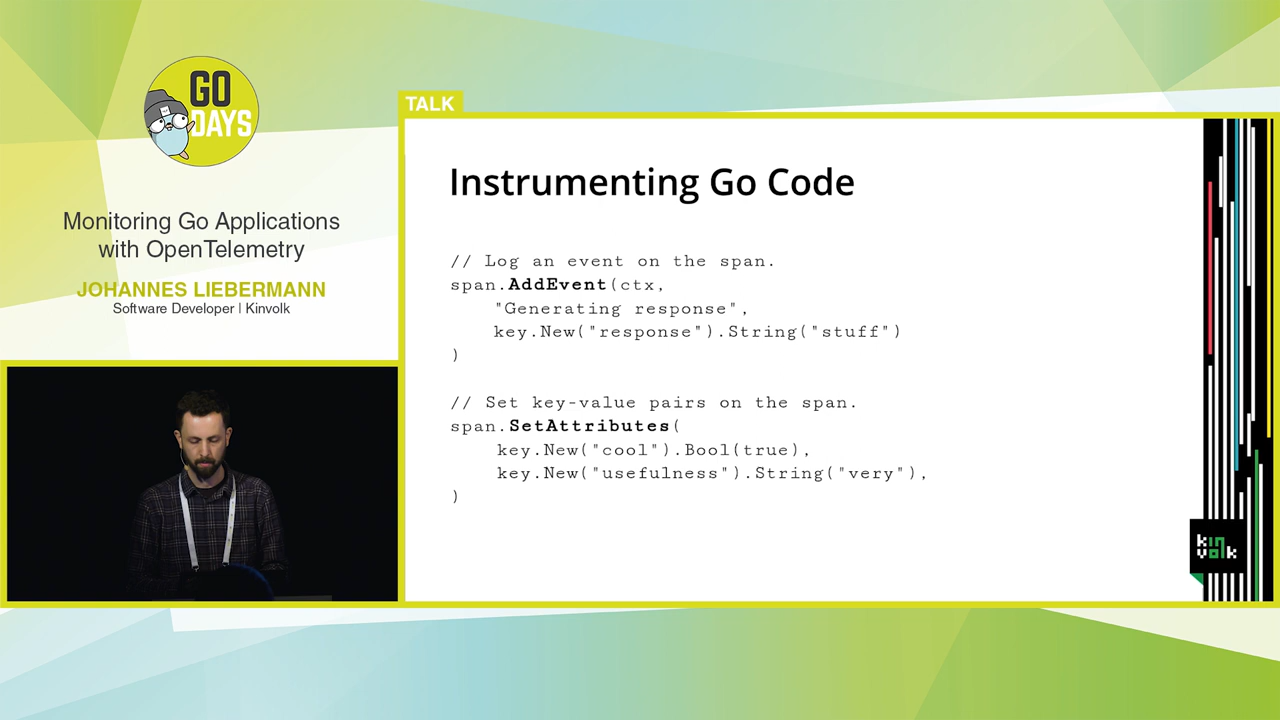 GO
DAYS
Monitoring Go Applications
with OpenTelemetry
JOHANNES LIEBERMANN
Software Developer | Kinvolk
TALK
Instrumenting Go Code
// Log an event on the span.
span.AddEvent(ctx,
"Generating response",
key.New("response").String("stuff")
)
// Set key-value pairs on the span.
span.SetAttributes(
key.New("cool").Bool(true),
key.New("usefulness").String("very"),
)
kin
volk